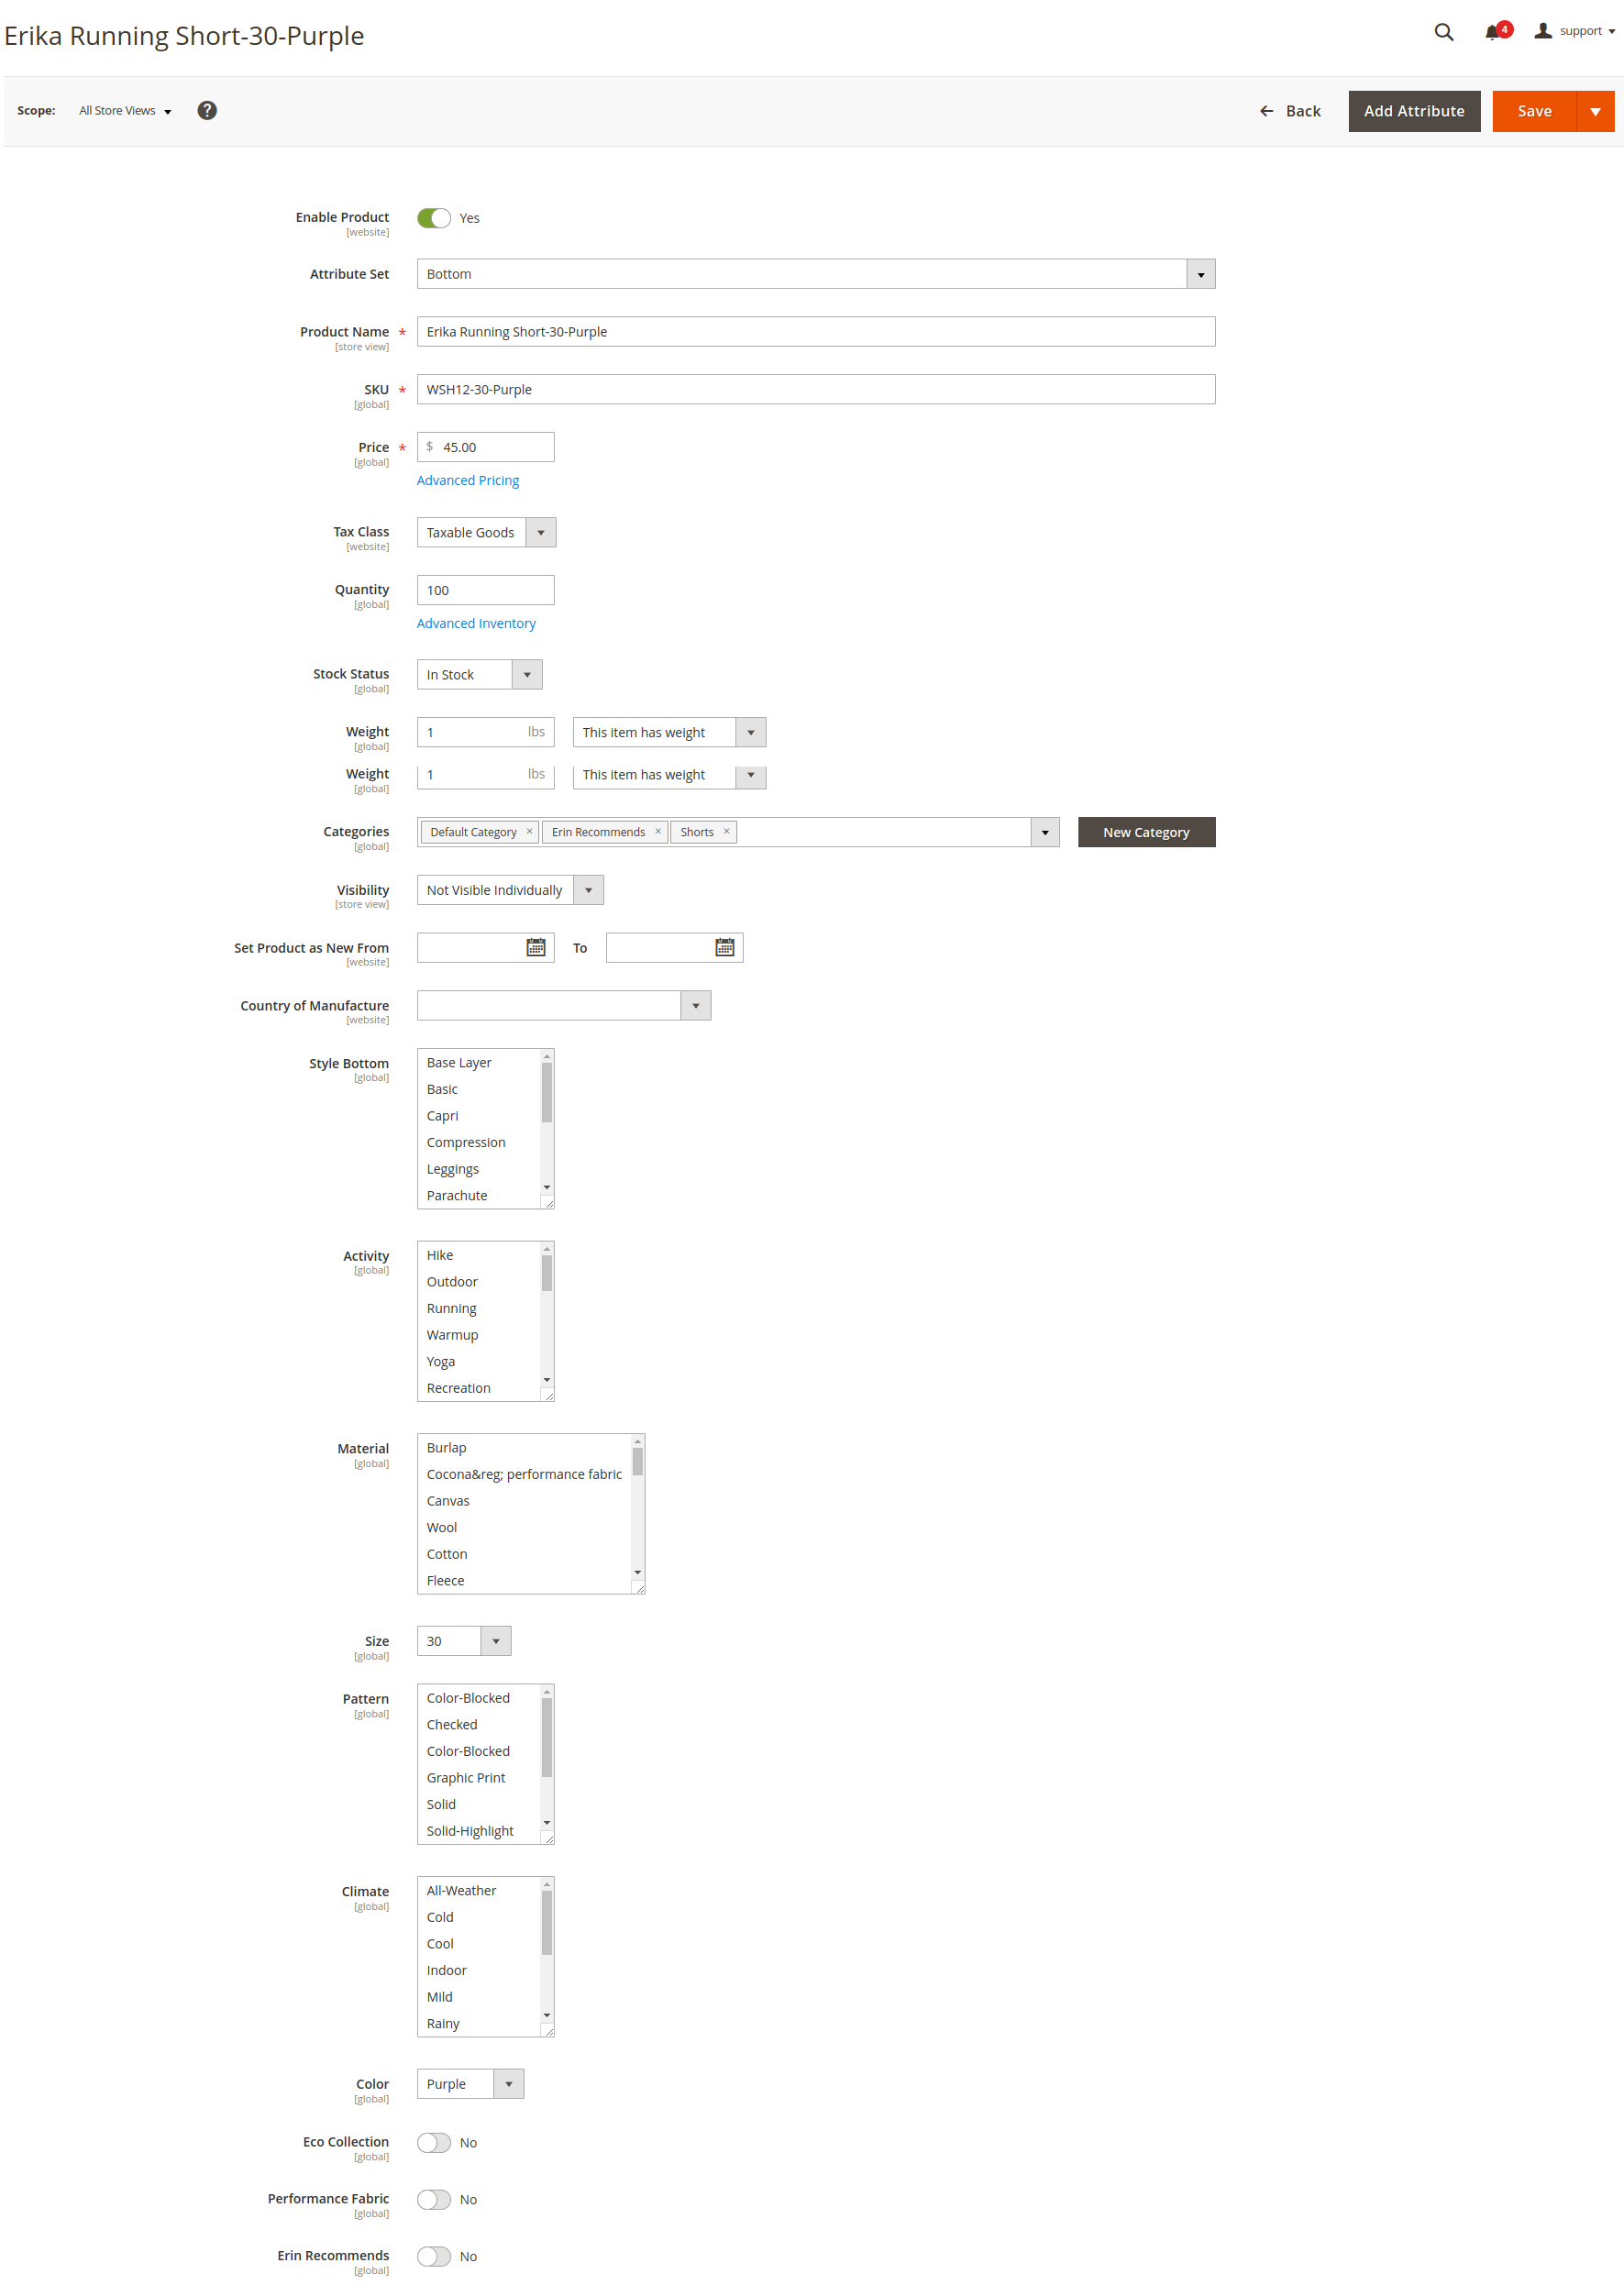 Erika Running Short-30-Purple
4
support
Scope: All Store Views ?
Back Add Attribute Save
Enable Product Yes
[website]
Attribute Set Bottom
Product Name * Erika Running Short-30-Purple
[store view]
SKU * WSH12-30-Purple
[global]
Price * $ 45.00
[global]
Advanced Pricing
Tax Class Taxable Goods
[website]
Quantity 100
[global]
Advanced Inventory
Stock Status In Stock
[global]
Weight 1 lbs This item has weight
[global]
Weight 1 lbs This item has weight
[global]
Categories Default Category × Erin Recommends × Shorts × New Category
[global]
Visibility Not Visible Individually
[store view]
Set Product as New From To
[website]
Country of Manufacture
[website]
Style Bottom
[global]
Base Layer
Basic
Capri
Compression
Leggings
Parachute
Activity
[global]
Hike
Outdoor
Running
Warmup
Yoga
Recreation
Material
[global]
Burlap
Cocona&reg; performance fabric
Canvas
Wool
Cotton
Fleece
Size 30
[global]
Pattern
[global]
Color-Blocked
Checked
Color-Blocked
Graphic Print
Solid
Solid-Highlight
Climate
[global]
All-Weather
Cold
Cool
Indoor
Mild
Rainy
Color Purple
[global]
Eco Collection No
[global]
Performance Fabric No
[global]
Erin Recommends No
[global]